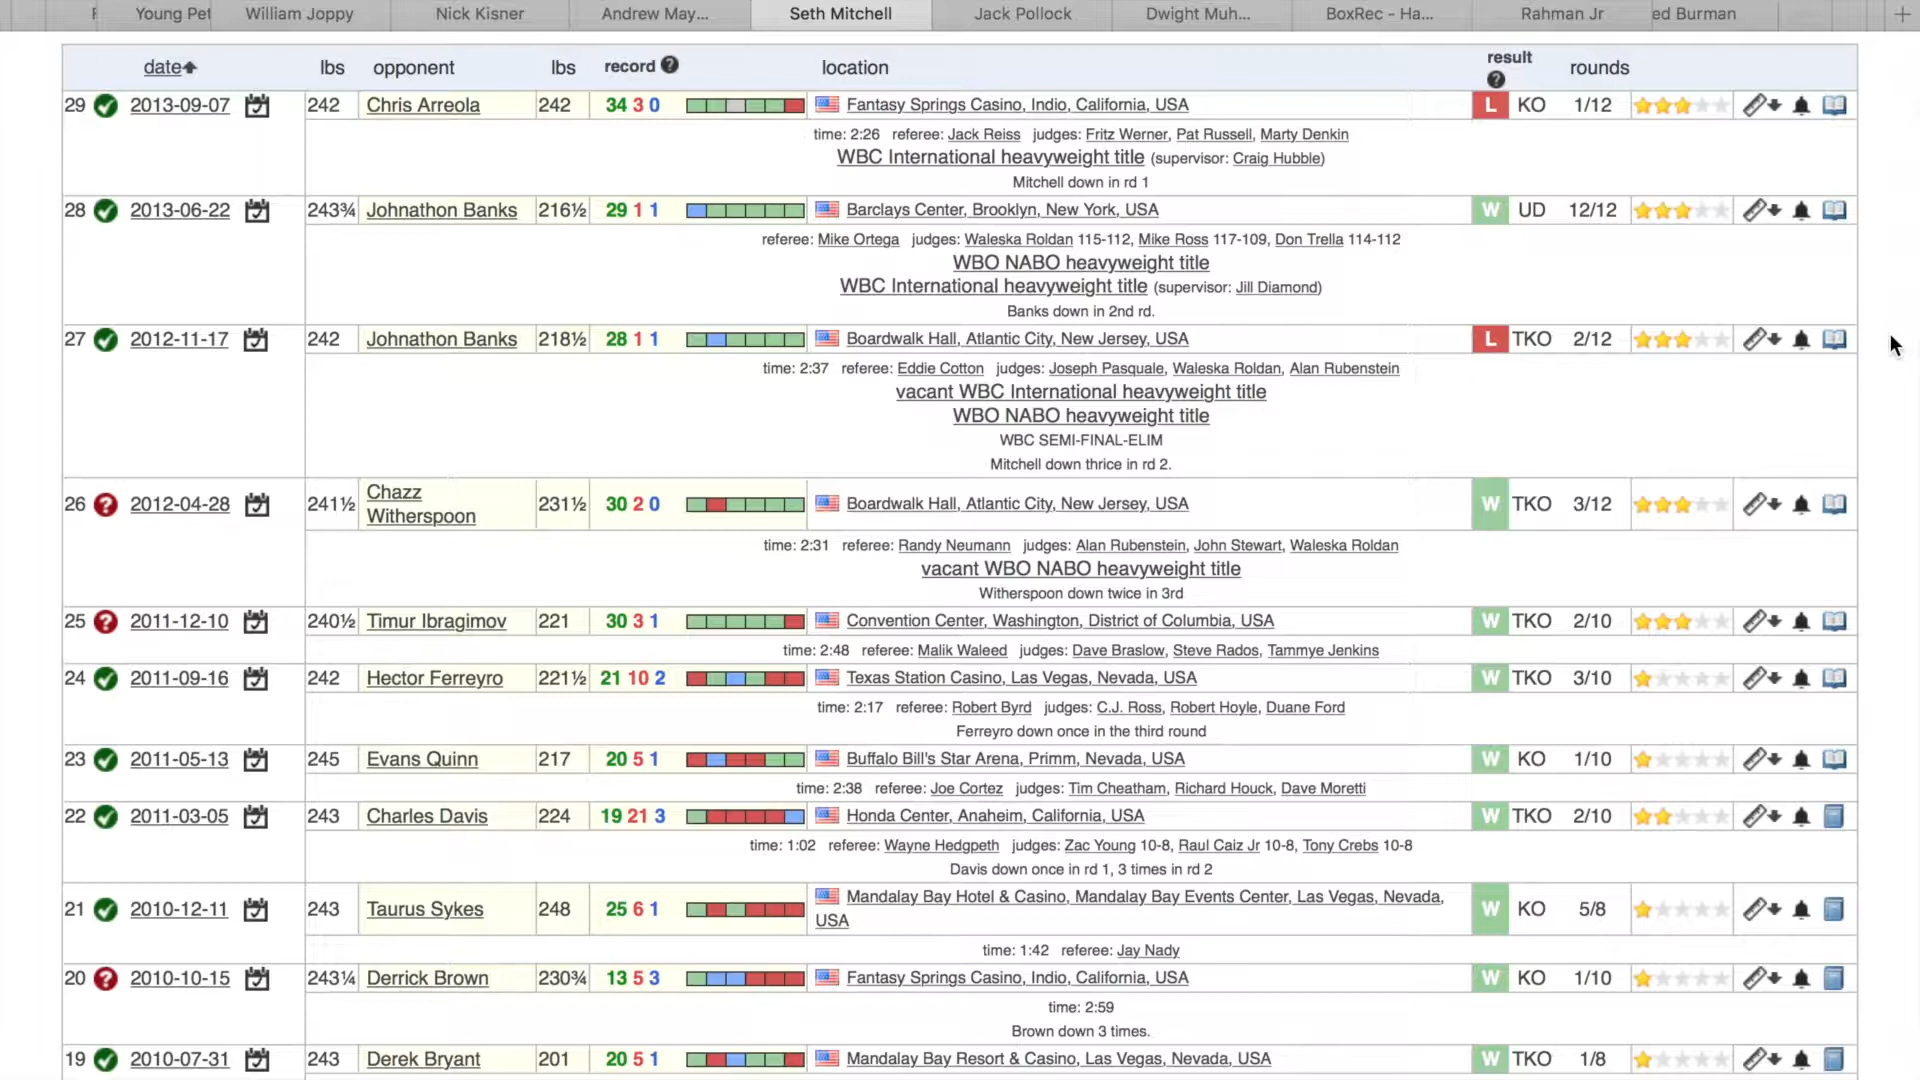 Young Pet William Joppy Nick Kisner Andrew May... Seth Mitchell Jack Pollock Dwight Muh... BoxRec - Ha... Rahman Jr ed Burman
date lbs opponent lbs record location result rounds
29 2013-09-07 242 Chris Arreola 242 34 3 0 Fantasy Springs Casino, Indio, California, USA L KO 1/12
time: 2:26 referee: Jack Reiss judges: Fritz Werner, Pat Russell, Marty Denkin
WBC International heavyweight title (supervisor: Craig Hubble)
Mitchell down in rd 1
28 2013-06-22 243¾ Johnathon Banks 216½ 29 1 1 Barclays Center, Brooklyn, New York, USA W UD 12/12
referee: Mike Ortega judges: Waleska Roldan 115-112, Mike Ross 117-109, Don Trella 114-112
WBO NABO heavyweight title
WBC International heavyweight title (supervisor: Jill Diamond)
Banks down in 2nd rd.
27 2012-11-17 242 Johnathon Banks 218½ 28 1 1 Boardwalk Hall, Atlantic City, New Jersey, USA L TKO 2/12
time: 2:37 referee: Eddie Cotton judges: Joseph Pasquale, Waleska Roldan, Alan Rubenstein
vacant WBC International heavyweight title
WBO NABO heavyweight title
WBC SEMI-FINAL-ELIM
Mitchell down thrice in rd 2.
26 2012-04-28 241½ Chazz Witherspoon 231½ 30 2 0 Boardwalk Hall, Atlantic City, New Jersey, USA W TKO 3/12
time: 2:31 referee: Randy Neumann judges: Alan Rubenstein, John Stewart, Waleska Roldan
vacant WBO NABO heavyweight title
Witherspoon down twice in 3rd
25 2011-12-10 240½ Timur Ibragimov 221 30 3 1 Convention Center, Washington, District of Columbia, USA W TKO 2/10
time: 2:48 referee: Malik Waleed judges: Dave Braslow, Steve Rados, Tammye Jenkins
24 2011-09-16 242 Hector Ferreyro 221½ 21 10 2 Texas Station Casino, Las Vegas, Nevada, USA W TKO 3/10
time: 2:17 referee: Robert Byrd judges: C.J. Ross, Robert Hoyle, Duane Ford
Ferreyro down once in the third round
23 2011-05-13 245 Evans Quinn 217 20 5 1 Buffalo Bill's Star Arena, Primm, Nevada, USA W KO 1/10
time: 2:38 referee: Joe Cortez judges: Tim Cheatham, Richard Houck, Dave Moretti
22 2011-03-05 243 Charles Davis 224 19 21 3 Honda Center, Anaheim, California, USA W TKO 2/10
time: 1:02 referee: Wayne Hedgpeth judges: Zac Young 10-8, Raul Caiz Jr 10-8, Tony Crebs 10-8
Davis down once in rd 1, 3 times in rd 2
21 2010-12-11 243 Taurus Sykes 248 25 6 1 Mandalay Bay Hotel & Casino, Mandalay Bay Events Center, Las Vegas, Nevada, USA W KO 5/8
time: 1:42 referee: Jay Nady
20 2010-10-15 243¼ Derrick Brown 230¾ 13 5 3 Fantasy Springs Casino, Indio, California, USA W KO 1/10
time: 2:59
Brown down 3 times.
19 2010-07-31 243 Derek Bryant 201 20 5 1 Mandalay Bay Resort & Casino, Las Vegas, Nevada, USA W TKO 1/8